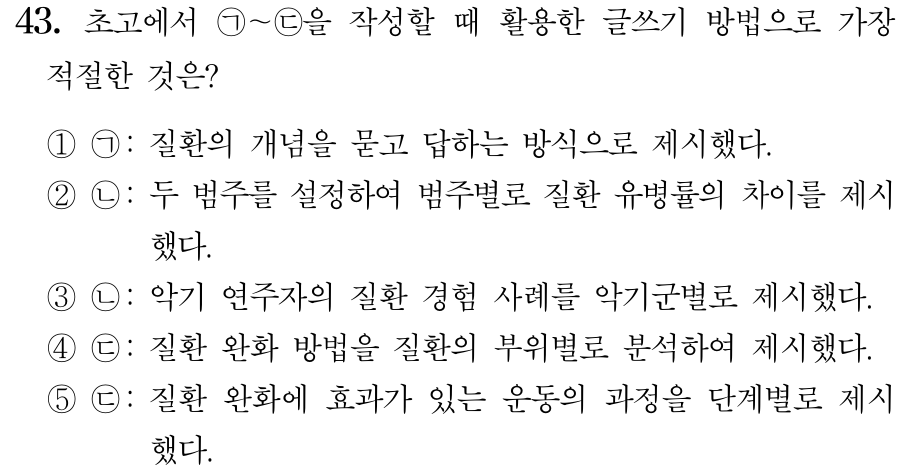 43. 초고에서 ㉠~㉢을 작성할 때 활용한 글쓰기 방법으로 가장
적절한 것은?
① ㉠: 질환의 개념을 묻고 답하는 방식으로 제시했다.
② ㉡: 두 범주를 설정하여 범주별로 질환 유병률의 차이를 제시
했다.
③ ㉡: 악기 연주자의 질환 경험 사례를 악기군별로 제시했다.
④ ㉢: 질환 완화 방법을 질환의 부위별로 분석하여 제시했다.
⑤ ㉢: 질환 완화에 효과가 있는 운동의 과정을 단계별로 제시
했다.